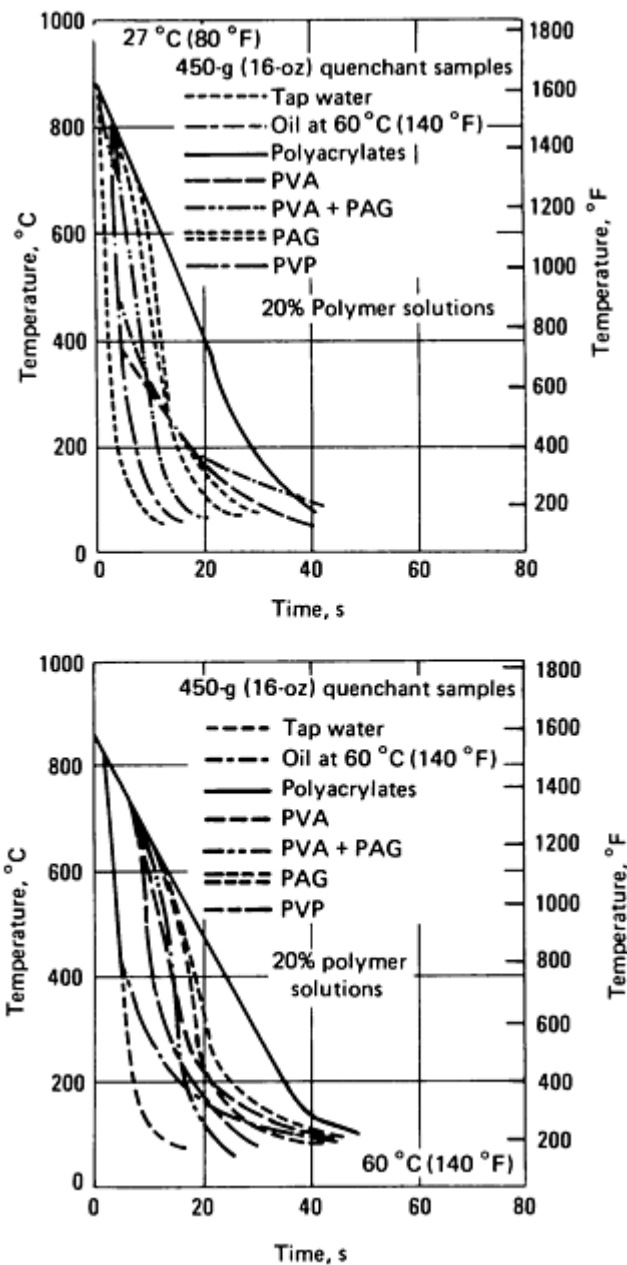 27 °C (80 °F)
450-g (16-oz) quenchant samples
Tap water
Oil at 60 °C (140 °F)
Polyacrylates
PVA
PVA + PAG
PAG
PVP
20% Polymer solutions
Temperature, °C
1000
800
600
400
200
0
Temperature, °F
1800
1600
1400
1200
1000
800
600
400
200
0 20 40 60 80
Time, s
450-g (16-oz) quenchant samples
Tap water
Oil at 60 °C (140 °F)
Polyacrylates
PVA
PVA + PAG
PAG
PVP
20% polymer
solutions
60 °C (140 °F)
Temperature, °C
1000
800
600
400
200
0
Temperature, °F
1800
1600
1400
1200
1000
800
600
400
200
0 20 40 60 80
Time, s